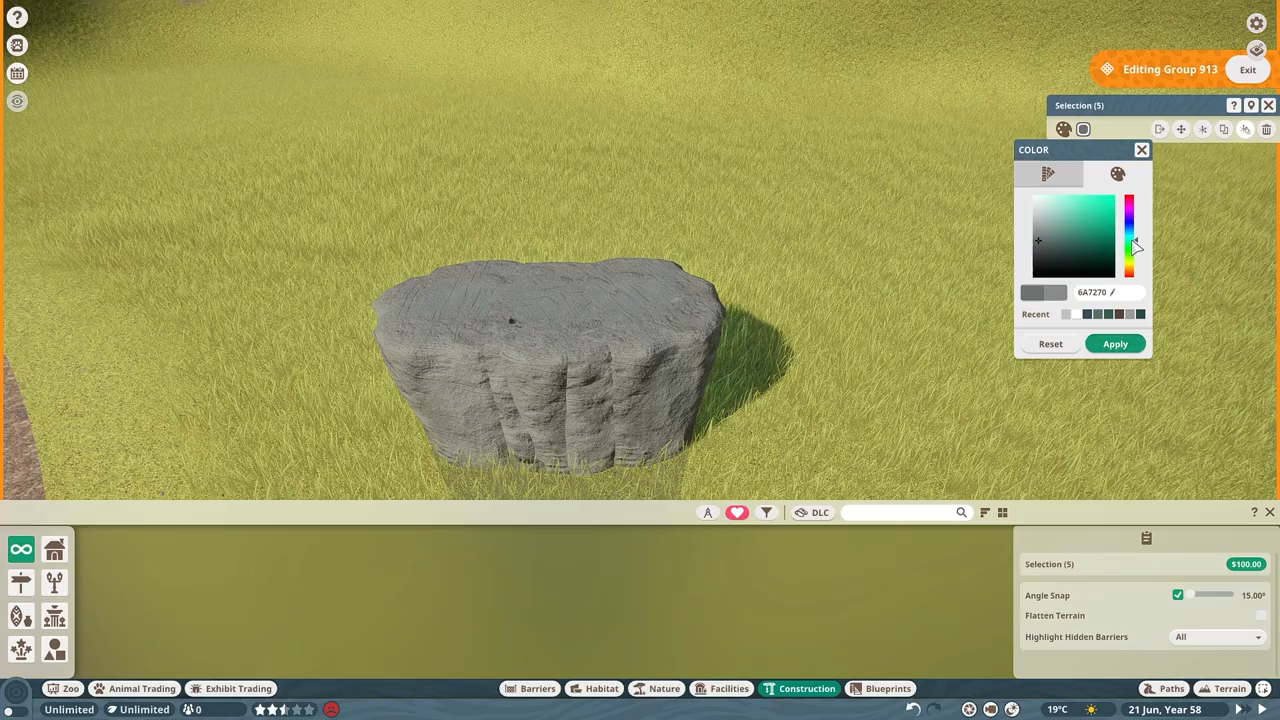 ?
Editing Group 913
Exit
Selection (5)
?
COLOR
6A7270
Recent
Reset
Apply
DLC
?
Selection (5)
$100.00
Angle Snap
15.00°
Flatten Terrain
Highlight Hidden Barriers
All
Zoo
Animal Trading
Exhibit Trading
Barriers
Habitat
Nature
Facilities
Construction
Blueprints
Paths
Terrain
Unlimited
Unlimited
0
19°C
21 Jun, Year 58